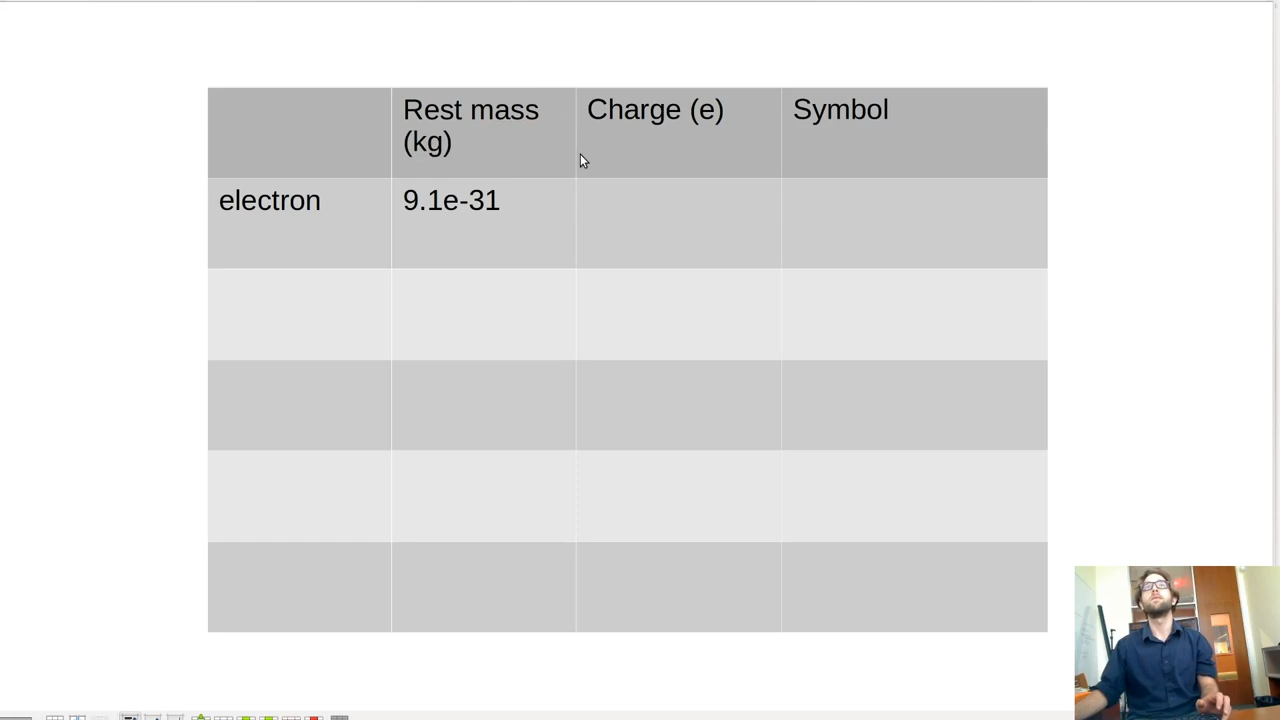 Rest mass
(kg)
Charge (e)
Symbol
electron
9.1e-31